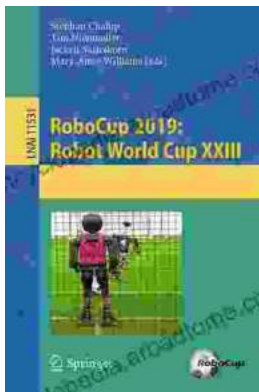 Stephan Chalup
Tim Niemueller
Jackrit Suthakorn
Mary-Anne Williams (Eds.)
LNAI 11531
RoboCup 2019:
Robot World Cup XXIII
Springer
RoboCup